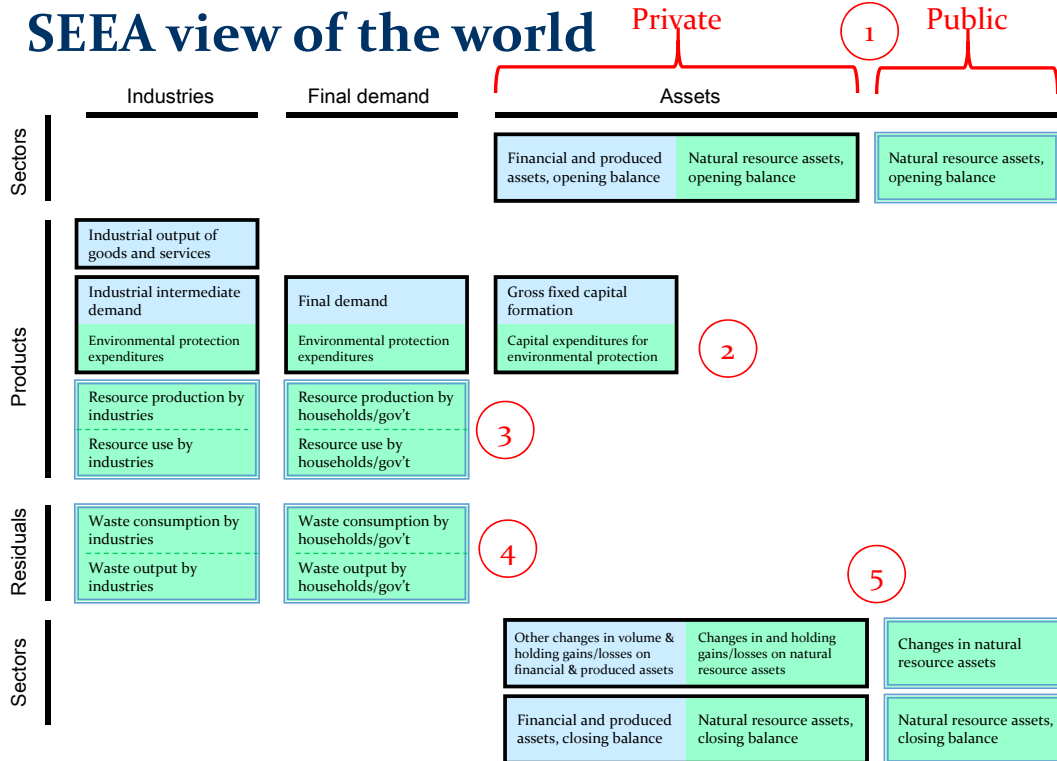 SEEA view of the world
Private
1
Public
Industries
Final demand
Assets
Sectors
Financial and produced
assets, opening balance
Natural resource assets,
opening balance
Natural resource assets,
opening balance
Products
Industrial output of
goods and services
Industrial intermediate
demand
Environmental protection
expenditures
Final demand
Environmental protection
expenditures
Gross fixed capital
formation
Capital expenditures for
environmental protection
2
Resource production by
industries
Resource use by
industries
Resource production by
households/gov't
Resource use by
households/gov't
3
Residuals
Waste consumption by
industries
Waste output by
industries
Waste consumption by
households/gov't
Waste output by
households/gov't
4
5
Sectors
Other changes in volume &
holding gains/losses on
financial & produced assets
Changes in and holding
gains/losses on natural
resource assets
Changes in natural
resource assets
Financial and produced
assets, closing balance
Natural resource assets,
closing balance
Natural resource assets,
closing balance